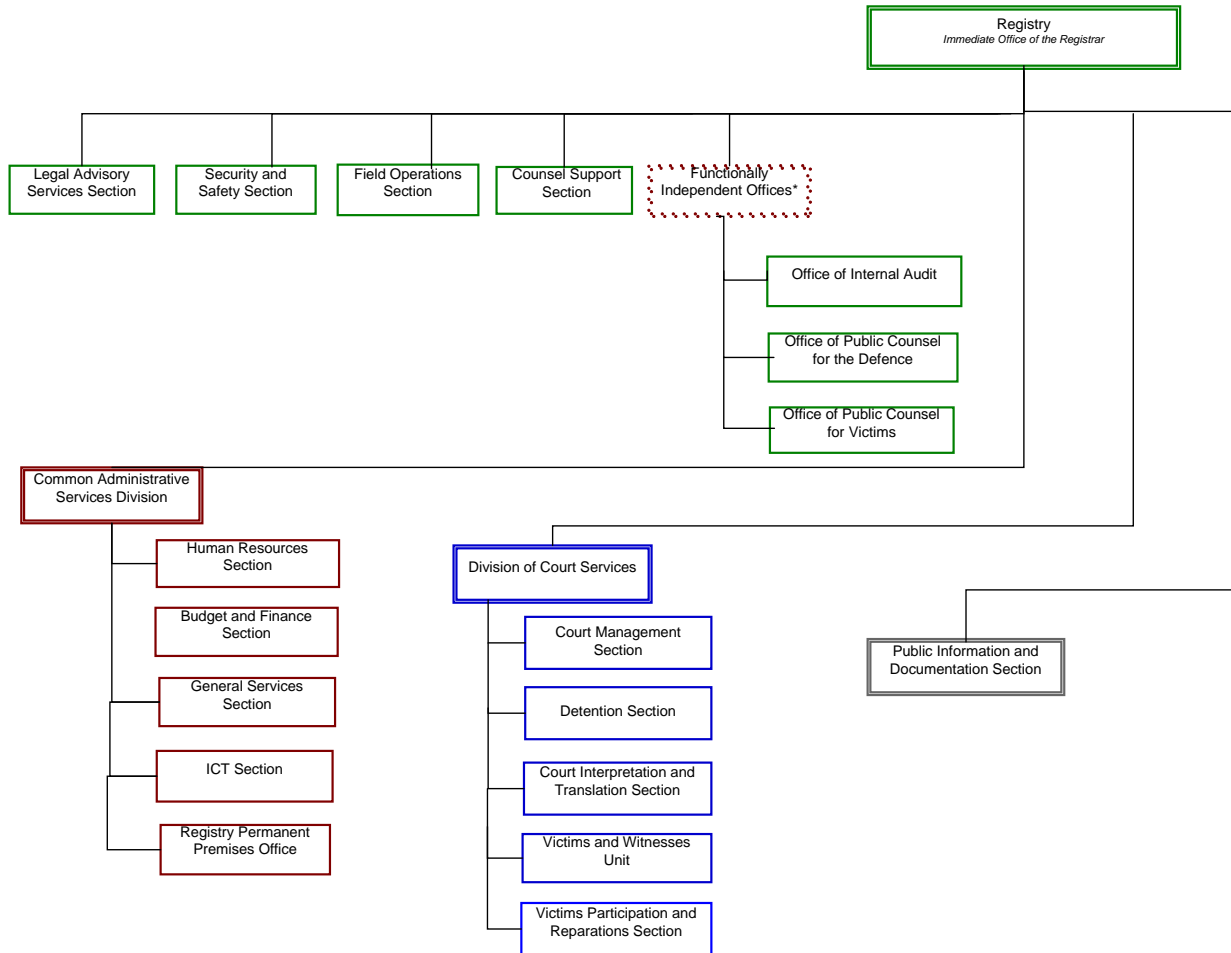 Registry
Immediate Office of the Registrar
Legal Advisory
Services Section
Security and
Safety Section
Field Operations
Section
Counsel Support
Section
Functionally
Independent Offices*
Office of Internal Audit
Office of Public Counsel
for the Defence
Office of Public Counsel
for Victims
Common Administrative
Services Division
Human Resources
Section
Budget and Finance
Section
General Services
Section
ICT Section
Registry Permanent
Premises Office
Division of Court Services
Court Management
Section
Detention Section
Court Interpretation and
Translation Section
Victims and Witnesses
Unit
Victims Participation and
Reparations Section
Public Information and
Documentation Section